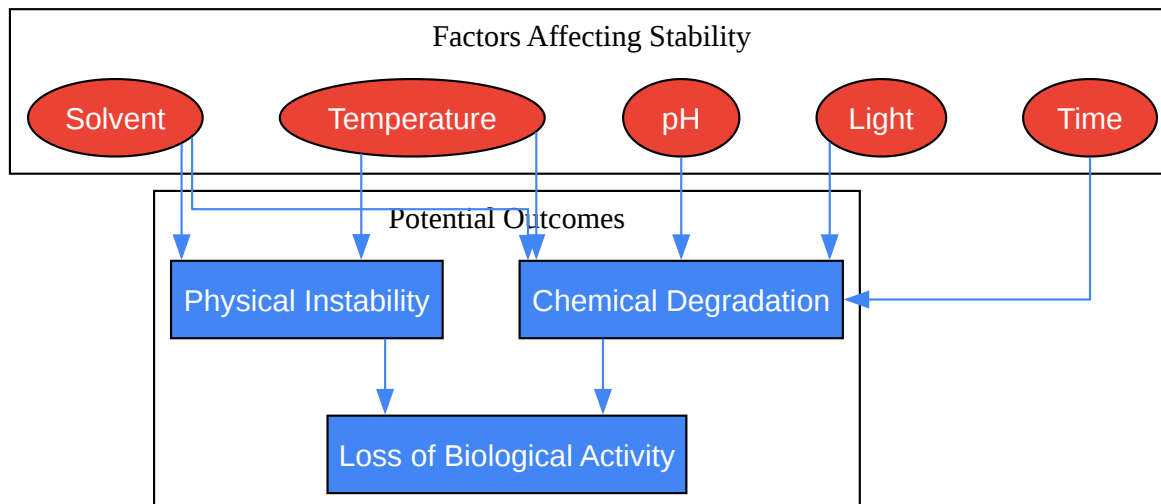 Factors Affecting Stability
Solvent
Temperature
pH
Light
Time
Potential Outcomes
Physical Instability
Chemical Degradation
Loss of Biological Activity